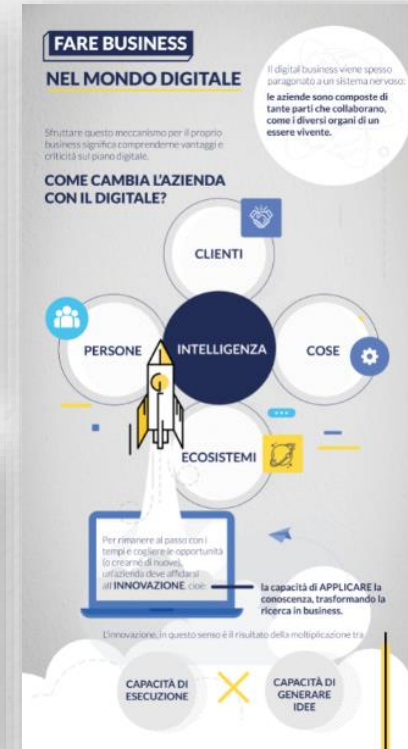 FARE BUSINESS
NEL MONDO DIGITALE
Il digital business viene spesso
paragonato a un sistema nervoso:
le aziende sono composte di
tante parti che collaborano,
come i diversi organi di un
essere vivente.
Sfruttare questo meccanismo per il proprio
business significa comprenderne vantaggi e
criticità sul piano digitale.
COME CAMBIA L'AZIENDA
CON IL DIGITALE?
CLIENTI
PERSONE
INTELLIGENZA
COSE
ECOSISTEMI
Per rimanere al passo con i
tempi e cogliere le opportunità
(o crearne di nuove),
un'azienda deve affidarsi
all'INNOVAZIONE, cioè:
la capacità di APPLICARE la
conoscenza, trasformando la
ricerca in business.
L'innovazione, in questo senso è il risultato della moltiplicazione tra
CAPACITÀ DI
ESECUZIONE
CAPACITÀ DI
GENERARE
IDEE